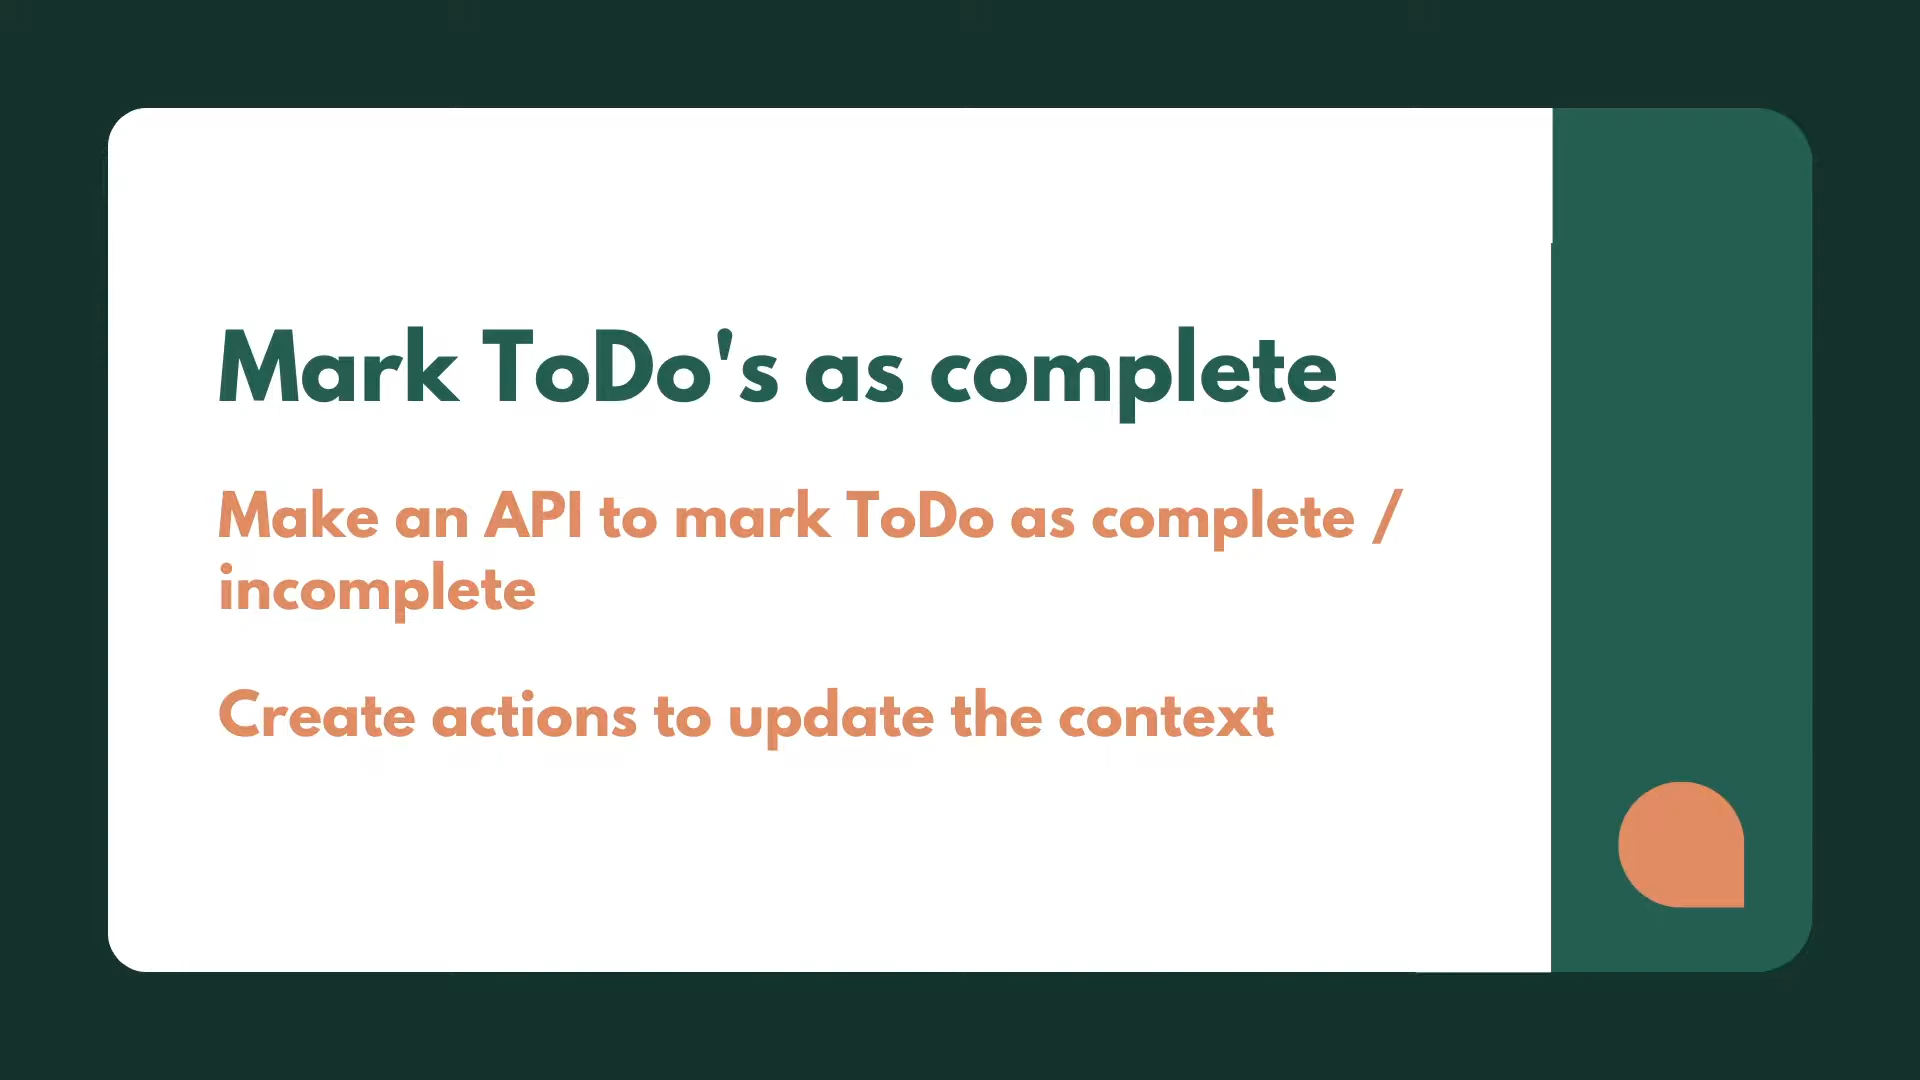 Mark ToDo's as complete
Make an API to mark ToDo as complete /
incomplete
Create actions to update the context